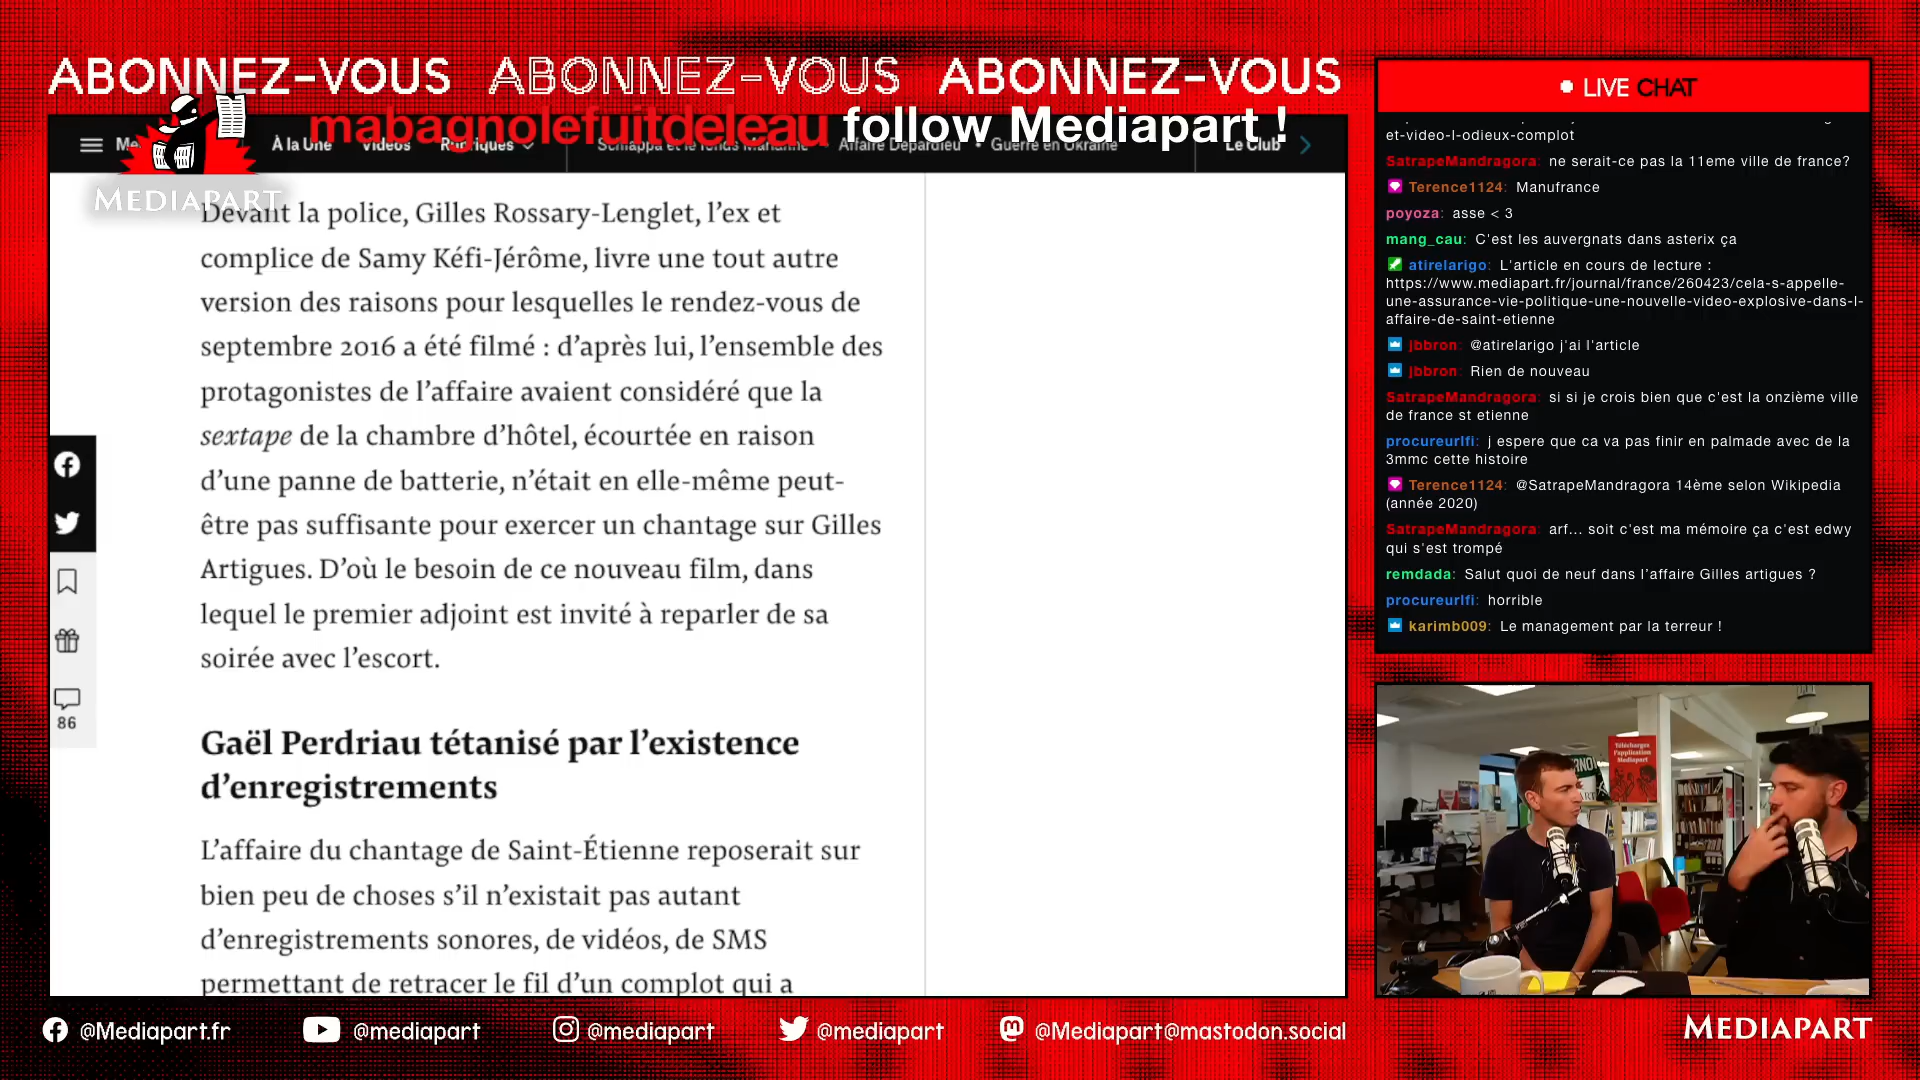 ABONNEZ-VOUS ABONNEZ-VOUS ABONNEZ-VOUS
mabagnolefuitdeleau follow Mediapart !
À la Une Vidéos Rubriques Schiappa et le fonds Marianne • Affaire Depardieu • Guerre en Ukraine Le Club
MEDIAPART
Devant la police, Gilles Rossary-Lenglet, l’ex et
complice de Samy Kéfi-Jérôme, livre une tout autre
version des raisons pour lesquelles le rendez-vous de
septembre 2016 a été filmé : d’après lui, l’ensemble des
protagonistes de l’affaire avaient considéré que la
sextape de la chambre d’hôtel, écourtée en raison
d’une panne de batterie, n’était en elle-même peut-
être pas suffisante pour exercer un chantage sur Gilles
Artigues. D’où le besoin de ce nouveau film, dans
lequel le premier adjoint est invité à reparler de sa
soirée avec l’escort.
86
Gaël Perdriau tétanisé par l’existence
d’enregistrements
L’affaire du chantage de Saint-Étienne reposerait sur
bien peu de choses s’il n’existait pas autant
d’enregistrements sonores, de vidéos, de SMS
permettant de retracer le fil d’un complot qui a
LIVE CHAT
et-video-l-odieux-complot
SatrapeMandragora: ne serait-ce pas la 11eme ville de france?
Terence1124: Manufrance
poyoza: asse < 3
mang_cau: C'est les auvergnats dans asterix ça
atirelarigo: L'article en cours de lecture :
https://www.mediapart.fr/journal/france/260423/cela-s-appelle-
une-assurance-vie-politique-une-nouvelle-video-explosive-dans-l-
affaire-de-saint-etienne
jbbron: @atirelarigo j'ai l'article
jbbron: Rien de nouveau
SatrapeMandragora: si si je crois bien que c'est la onzième ville
de france st etienne
procureurlfi: j espere que ca va pas finir en palmade avec de la
3mmc cette histoire
Terence1124: @SatrapeMandragora 14ème selon Wikipedia
(année 2020)
SatrapeMandragora: arf... soit c'est ma mémoire ça c'est edwy
qui s'est trompé
remdada: Salut quoi de neuf dans l'affaire Gilles artigues ?
procureurlfi: horrible
karimb009: Le management par la terreur !
Téléchargez
l'application
Mediapart
@Mediapart.fr @mediapart @mediapart @mediapart @Mediapart@mastodon.social MEDIAPART